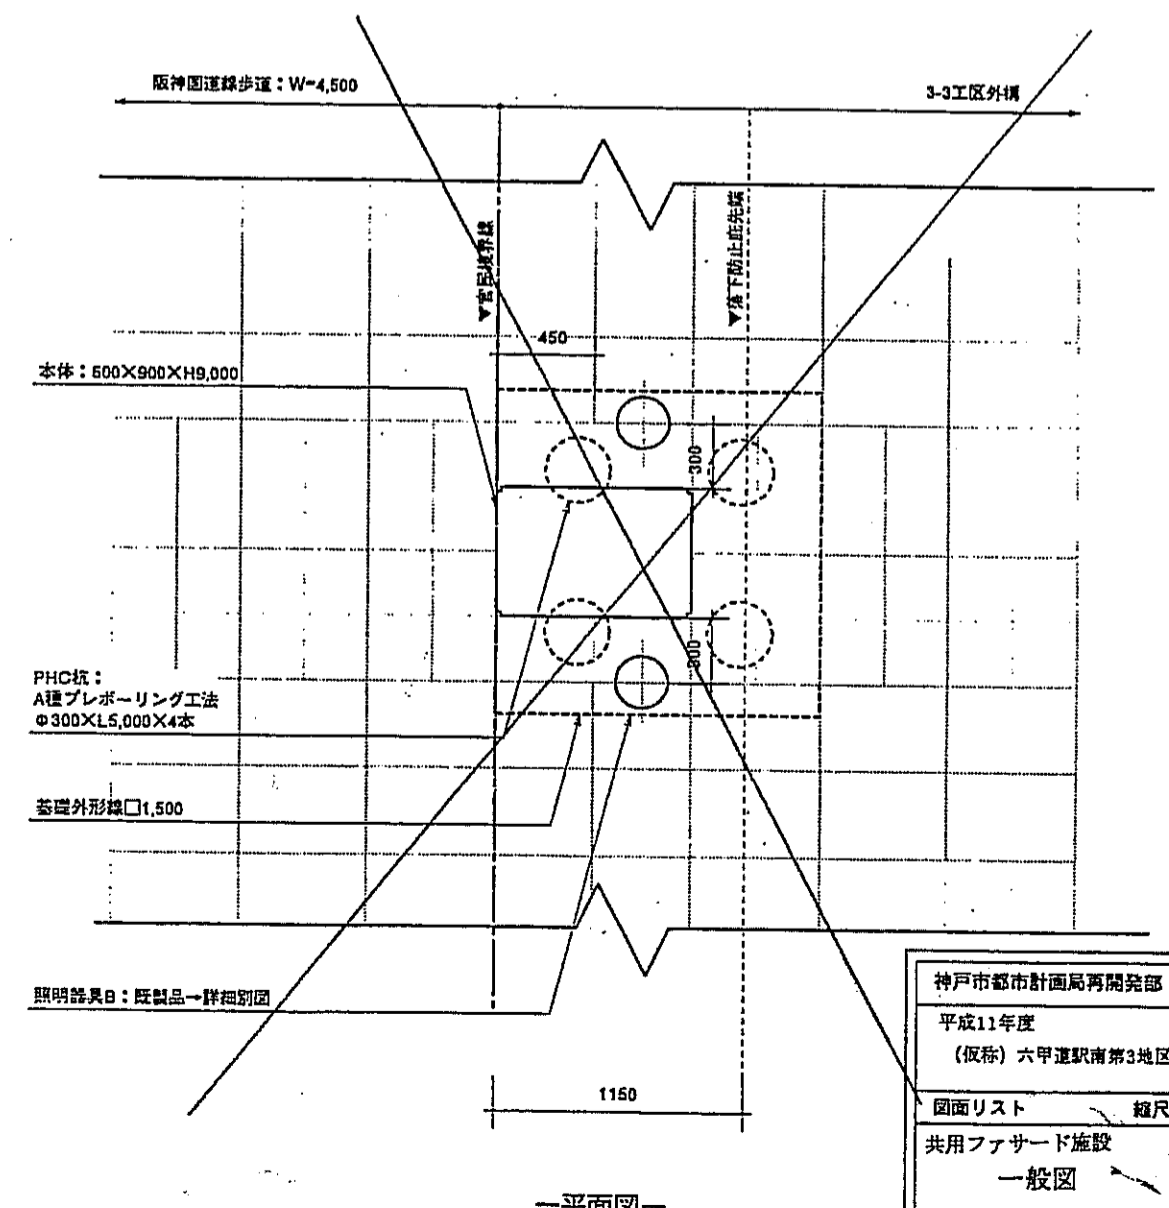 阪神国道線歩道：W=4,500
3-3工区外構
▼官民境界線
▼落下防止庇先端
450
本体：600×900×H9,000
300
300
PHC杭：
A種プレボーリング工法
Φ300×L5,000×4本
基礎外形線□1,500
照明器具B：既製品→詳細別図
1150
神戸市都市計画局再開発部
平成11年度
（仮称）六甲道駅南第3地区
図面リスト
縮尺
共用ファサード施設
一般図
―平面図―